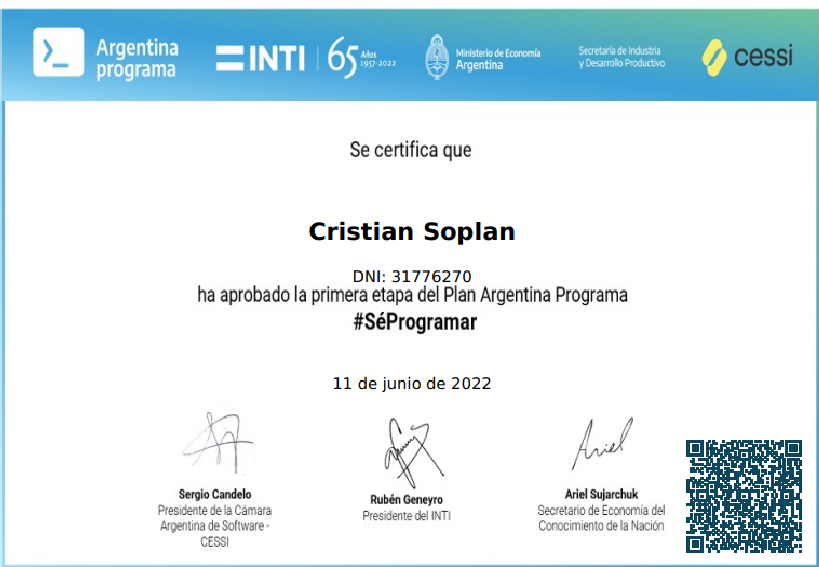 Argentina
programa
INTI
65 Años
1957-2022
Ministerio de Economía
Argentina
Secretaría de Industria
y Desarrollo Productivo
cessi
Se certifica que
Cristian Soplan
DNI: 31776270
ha aprobado la primera etapa del Plan Argentina Programa
#SéProgramar
11 de junio de 2022
Ariel
Sergio Candelo
Presidente de la Cámara
Argentina de Software -
CESSI
Rubén Geneyro
Presidente del INTI
Ariel Sujarchuk
Secretario de Economía del
Conocimiento de la Nación